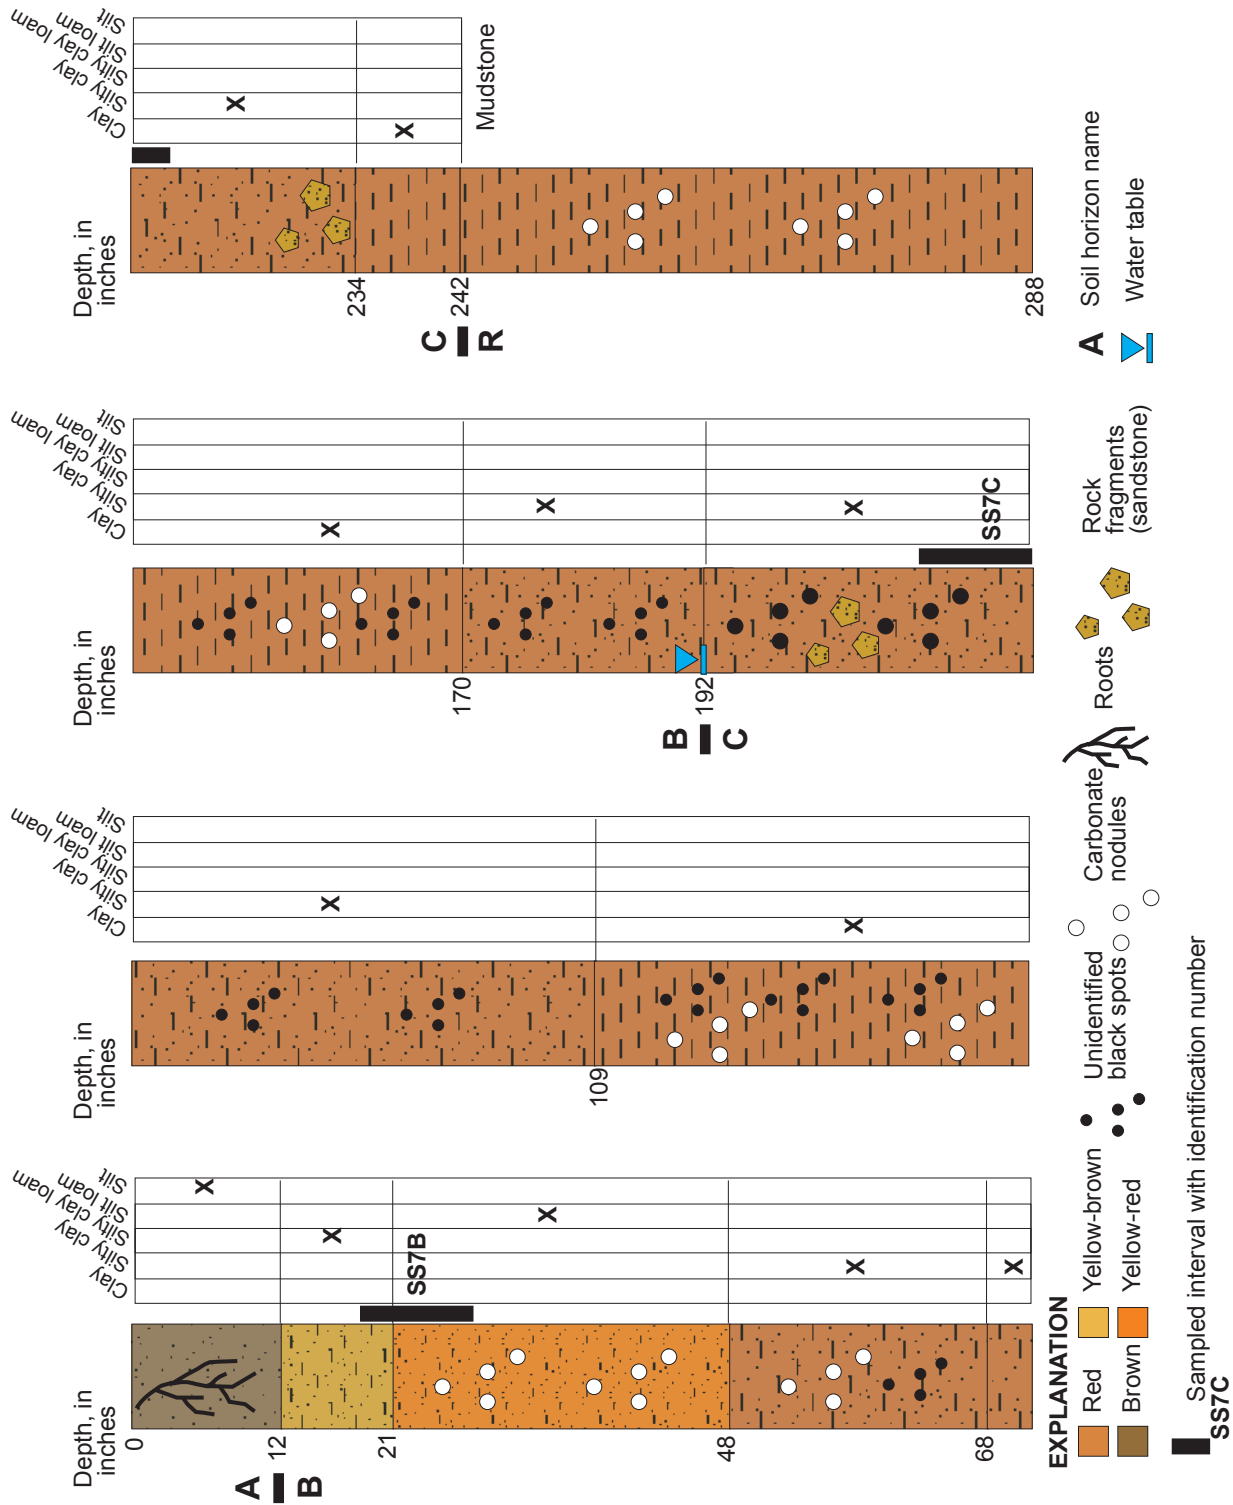 Depth, in
inches
Clay
Silty clay
Silty clay loam
Silt loam
Silt
0
12
21
48
68
A
B
X
X
X
X
X
SS7B
Depth, in
inches
Clay
Silty clay
Silty clay loam
Silt loam
Silt
109
X
X
Depth, in
inches
Clay
Silty clay
Silty clay loam
Silt loam
Silt
170
192
B
C
X
X
X
SS7C
Depth, in
inches
Clay
Silty clay
Silty clay loam
Silt loam
Silt
234
242
288
C
R
X
X
Mudstone
EXPLANATION
Red
Yellow-brown
Brown
Yellow-red
Unidentified
black spots
Carbonate
nodules
Roots
Rock
fragments
(sandstone)
A
Soil horizon name
Water table
SS7C
Sampled interval with identification number